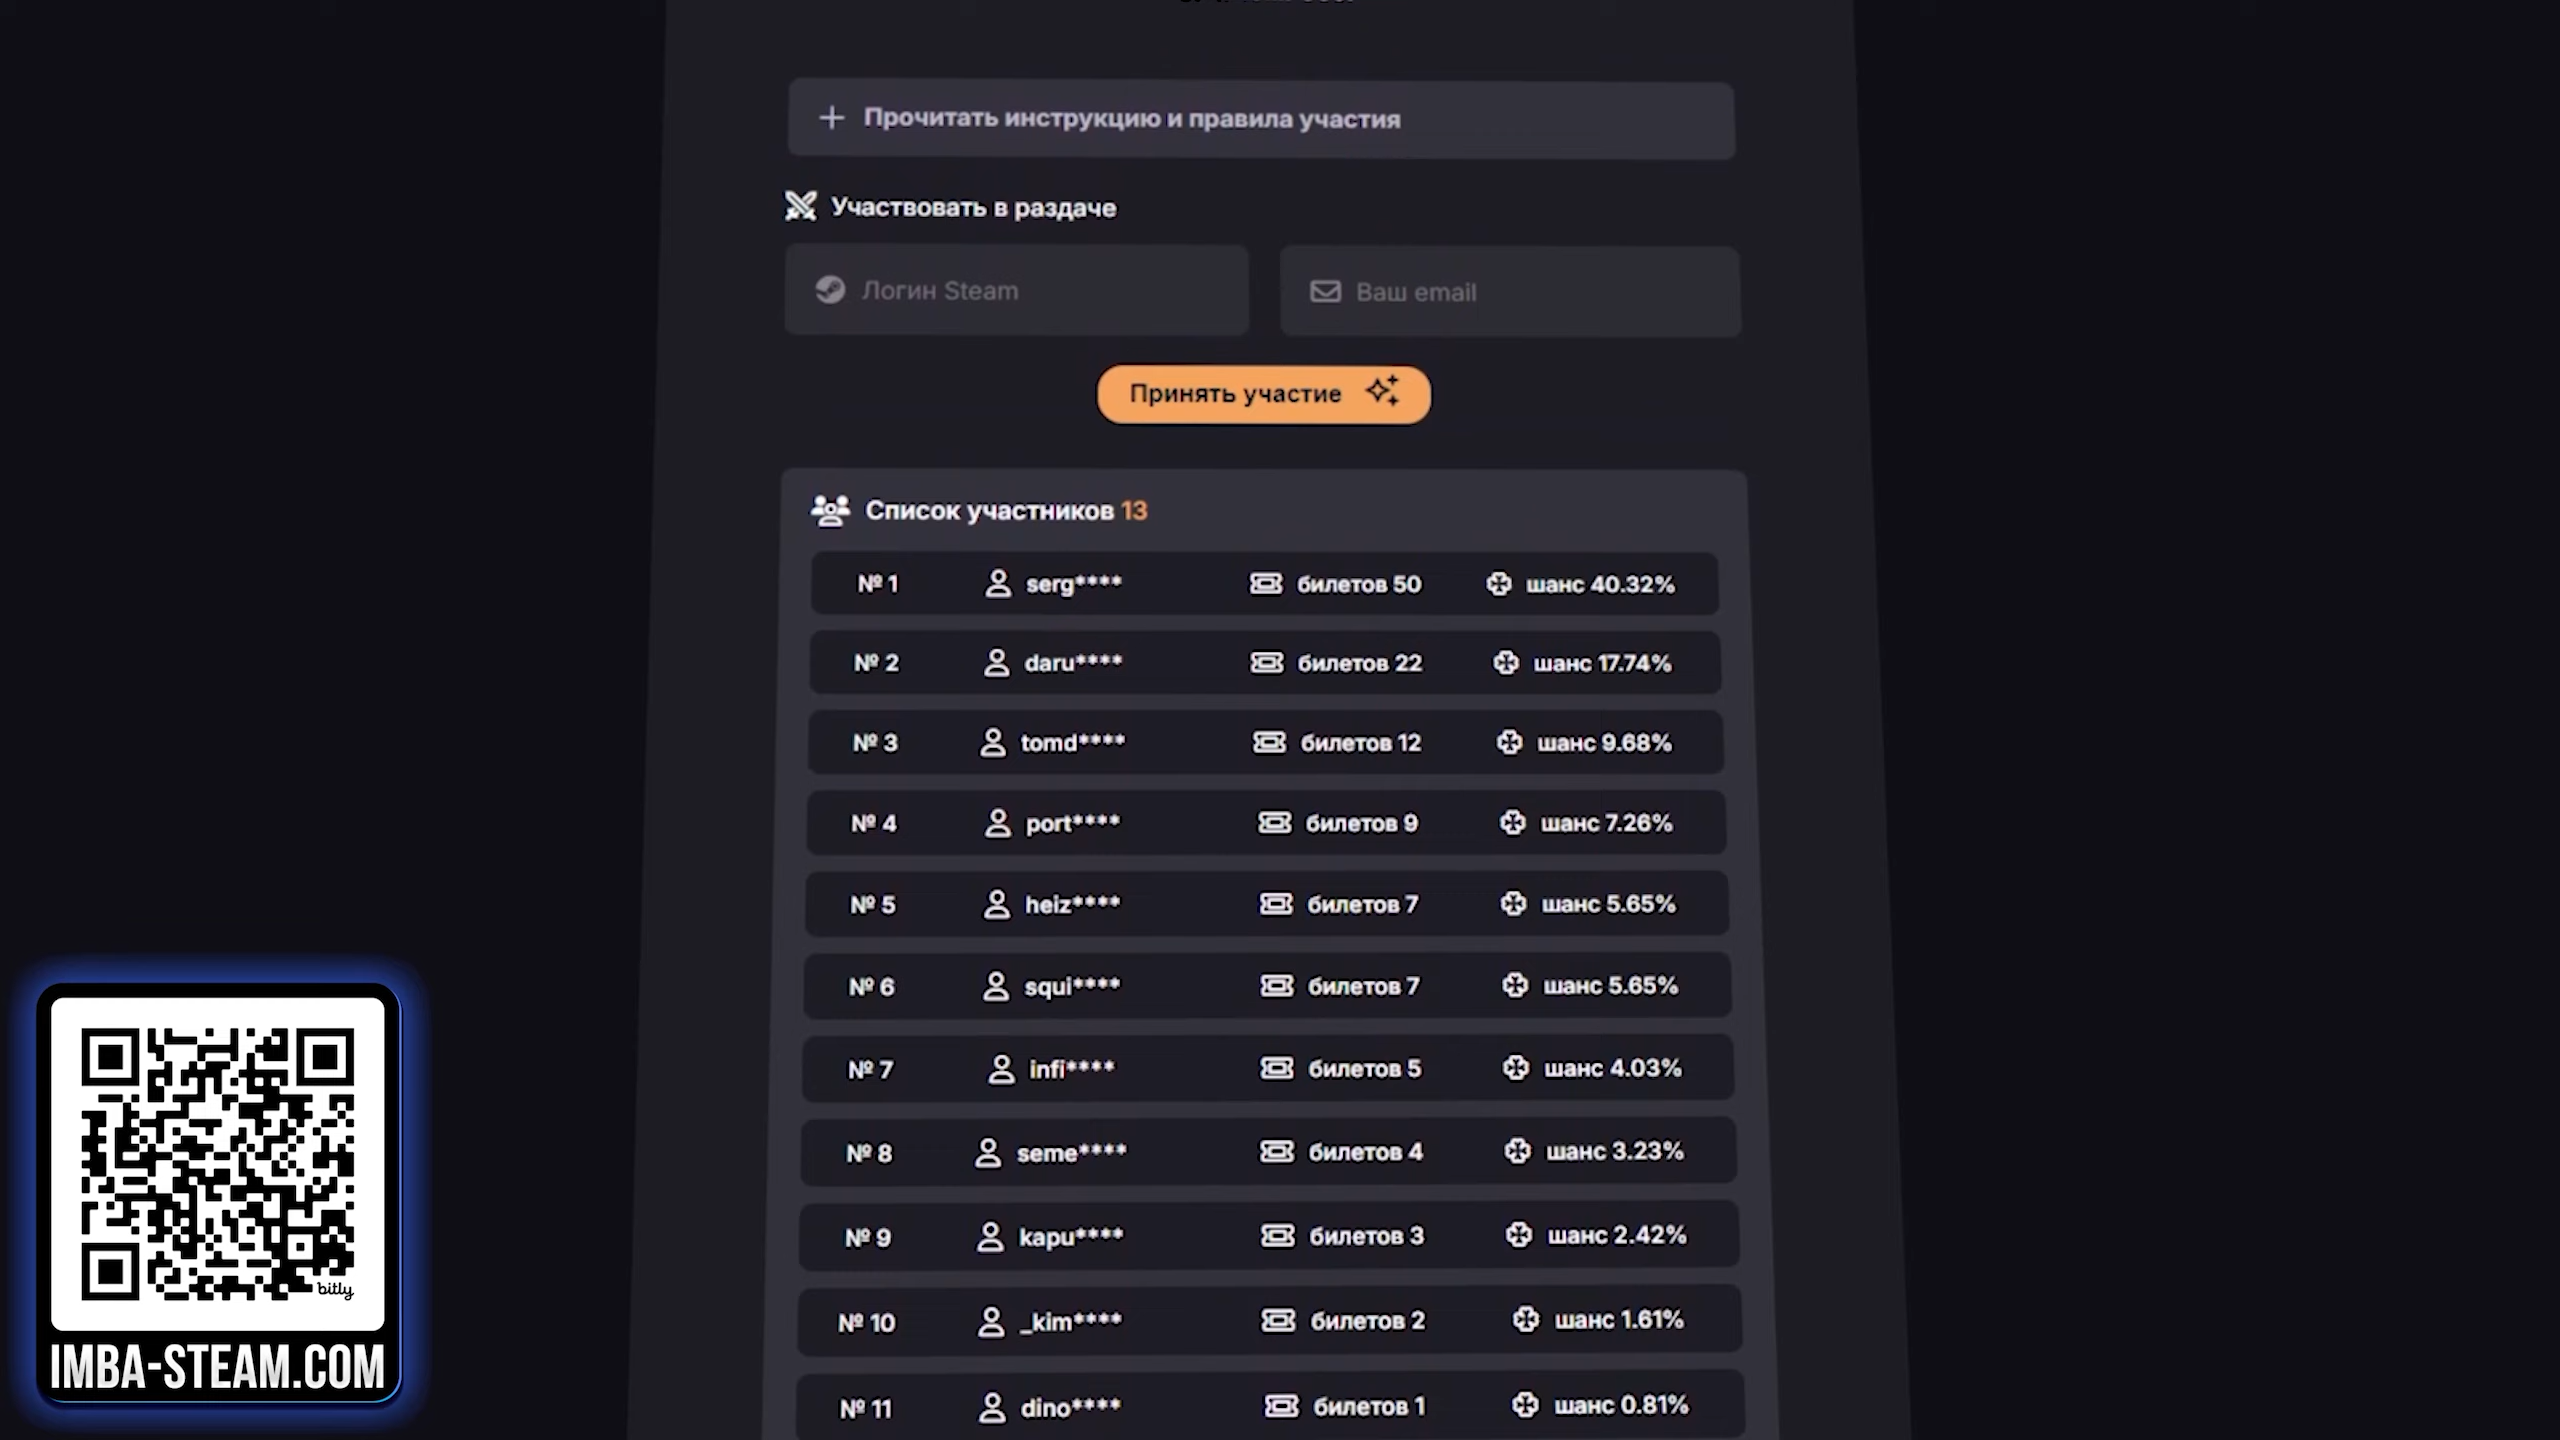 Прочитать инструкцию и правила участия
Участвовать в раздаче
Логин Steam
Ваш email
Принять участие
Список участников 13
№ 1 serg**** билетов 50 шанс 40.32%
№ 2 daru**** билетов 22 шанс 17.74%
№ 3 tomd**** билетов 12 шанс 9.68%
№ 4 port**** билетов 9 шанс 7.26%
№ 5 heiz**** билетов 7 шанс 5.65%
№ 6 squi**** билетов 7 шанс 5.65%
№ 7 infi**** билетов 5 шанс 4.03%
№ 8 seme**** билетов 4 шанс 3.23%
№ 9 kapu**** билетов 3 шанс 2.42%
№ 10 _kim**** билетов 2 шанс 1.61%
№ 11 dino**** билетов 1 шанс 0.81%
bitly
IMBA-STEAM.COM